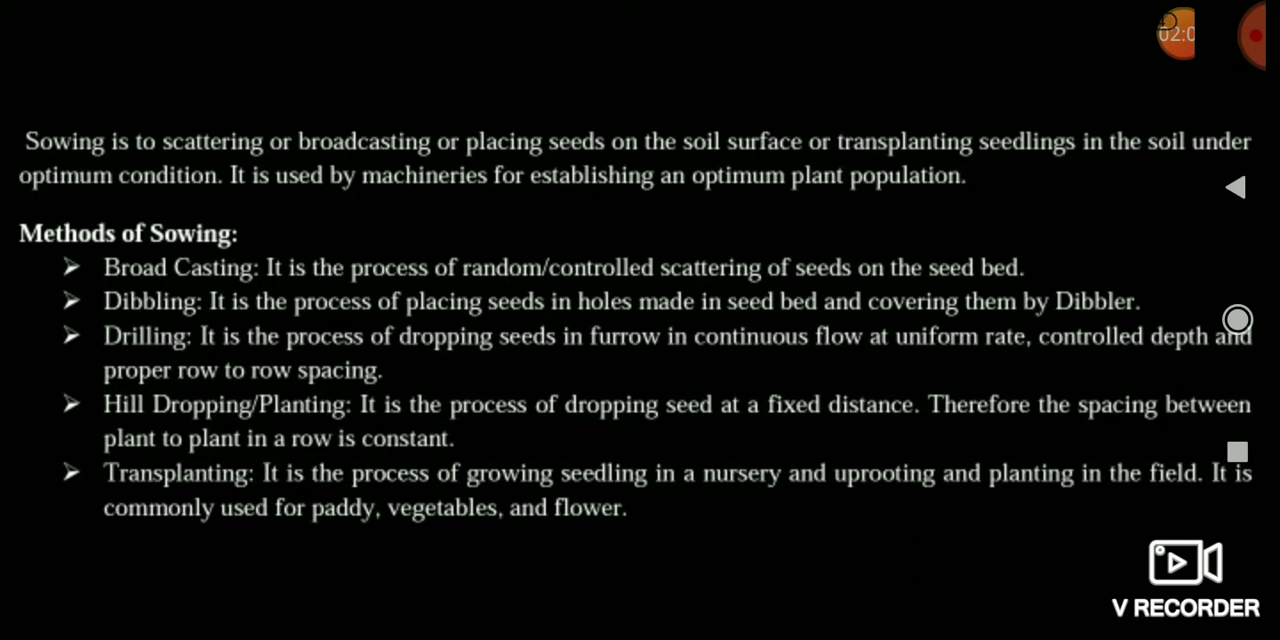 02:0
Sowing is to scattering or broadcasting or placing seeds on the soil surface or transplanting seedlings in the soil under
optimum condition. It is used by machineries for establishing an optimum plant population.
Methods of Sowing:
➢ Broad Casting: It is the process of random/controlled scattering of seeds on the seed bed.
➢ Dibbling: It is the process of placing seeds in holes made in seed bed and covering them by Dibbler.
➢ Drilling: It is the process of dropping seeds in furrow in continuous flow at uniform rate, controlled depth and
proper row to row spacing.
➢ Hill Dropping/Planting: It is the process of dropping seed at a fixed distance. Therefore the spacing between
plant to plant in a row is constant.
➢ Transplanting: It is the process of growing seedling in a nursery and uprooting and planting in the field. It is
commonly used for paddy, vegetables, and flower.
V RECORDER